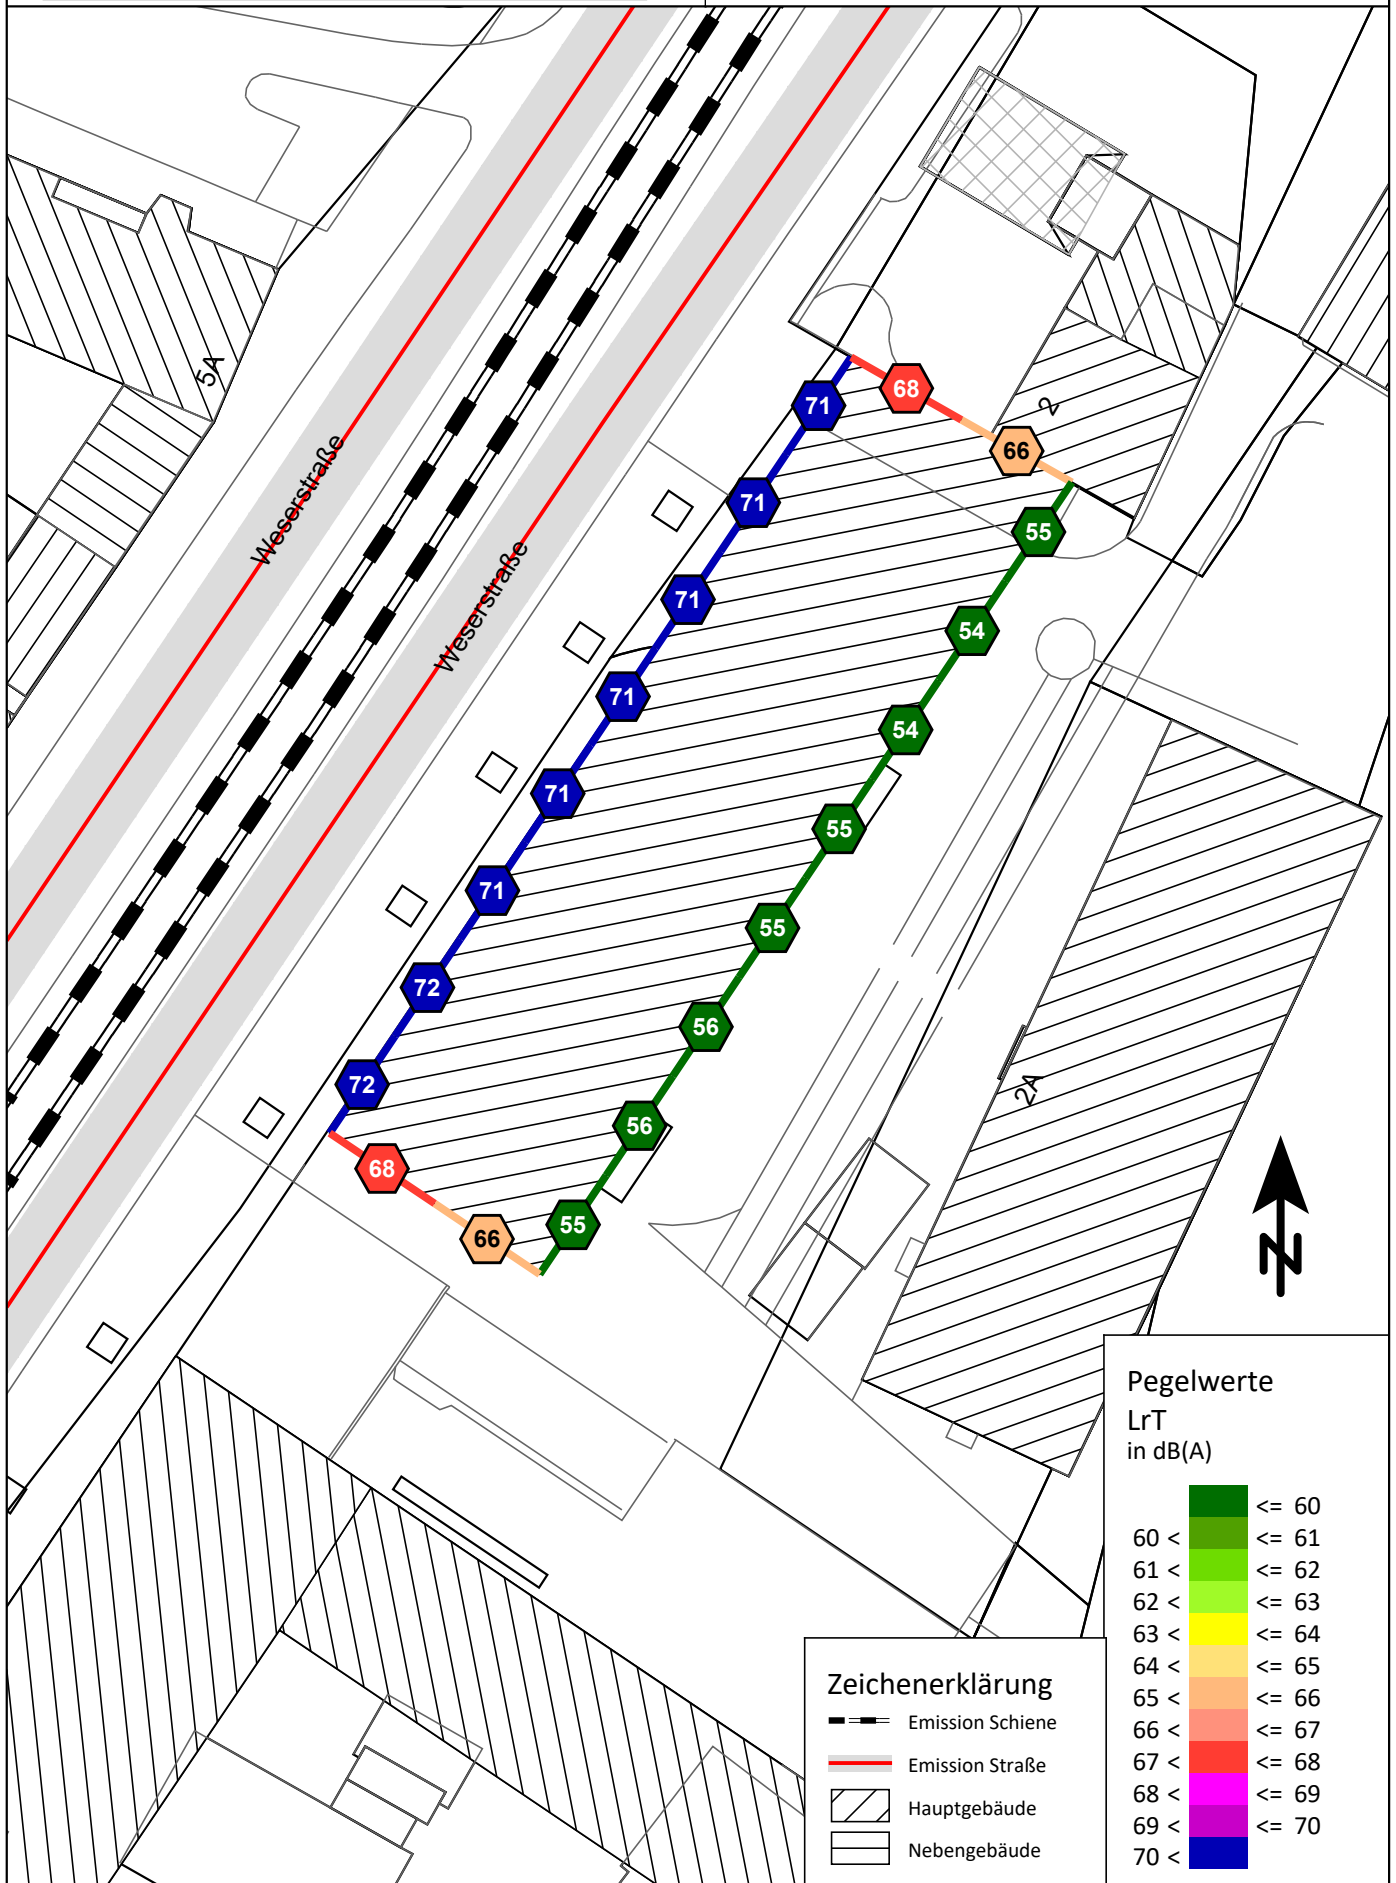 5A
Weserstraße
Weserstraße
2
68
66
71
71
71
71
71
71
72
72
55
54
54
55
55
56
56
55
68
66
2A
N
Pegelwerte
LrT
in dB(A)
<= 60
60 < <= 61
61 < <= 62
62 < <= 63
63 < <= 64
64 < <= 65
65 < <= 66
66 < <= 67
67 < <= 68
68 < <= 69
69 < <= 70
70 <
Zeichenerklärung
Emission Schiene
Emission Straße
Hauptgebäude
Nebengebäude